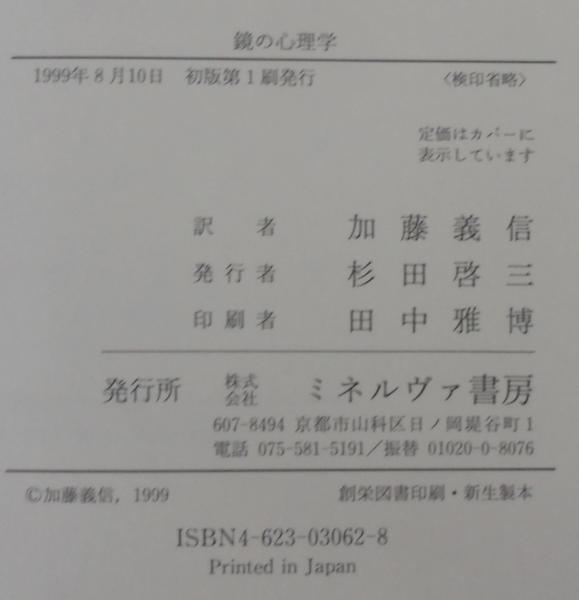 鏡の心理学
1999年8月10日　初版第1刷発行　〈検印省略〉
定価はカバーに
表示しています
訳者　加藤義信
発行者　杉田啓三
印刷者　田中雅博
発行所　株式会社　ミネルヴァ書房
607-8494 京都市山科区日ノ岡堤谷町1
電話 075-581-5191／振替 01020-0-8076
©加藤義信, 1999　創栄図書印刷・新生製本
ISBN4-623-03062-8
Printed in Japan